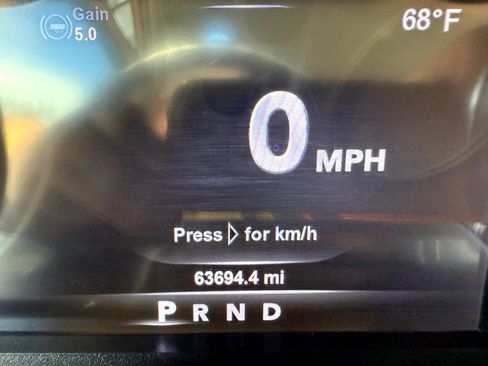 Gain
5.0
68°F
0 MPH
Press ▷ for km/h
63694.4 mi
P R N D